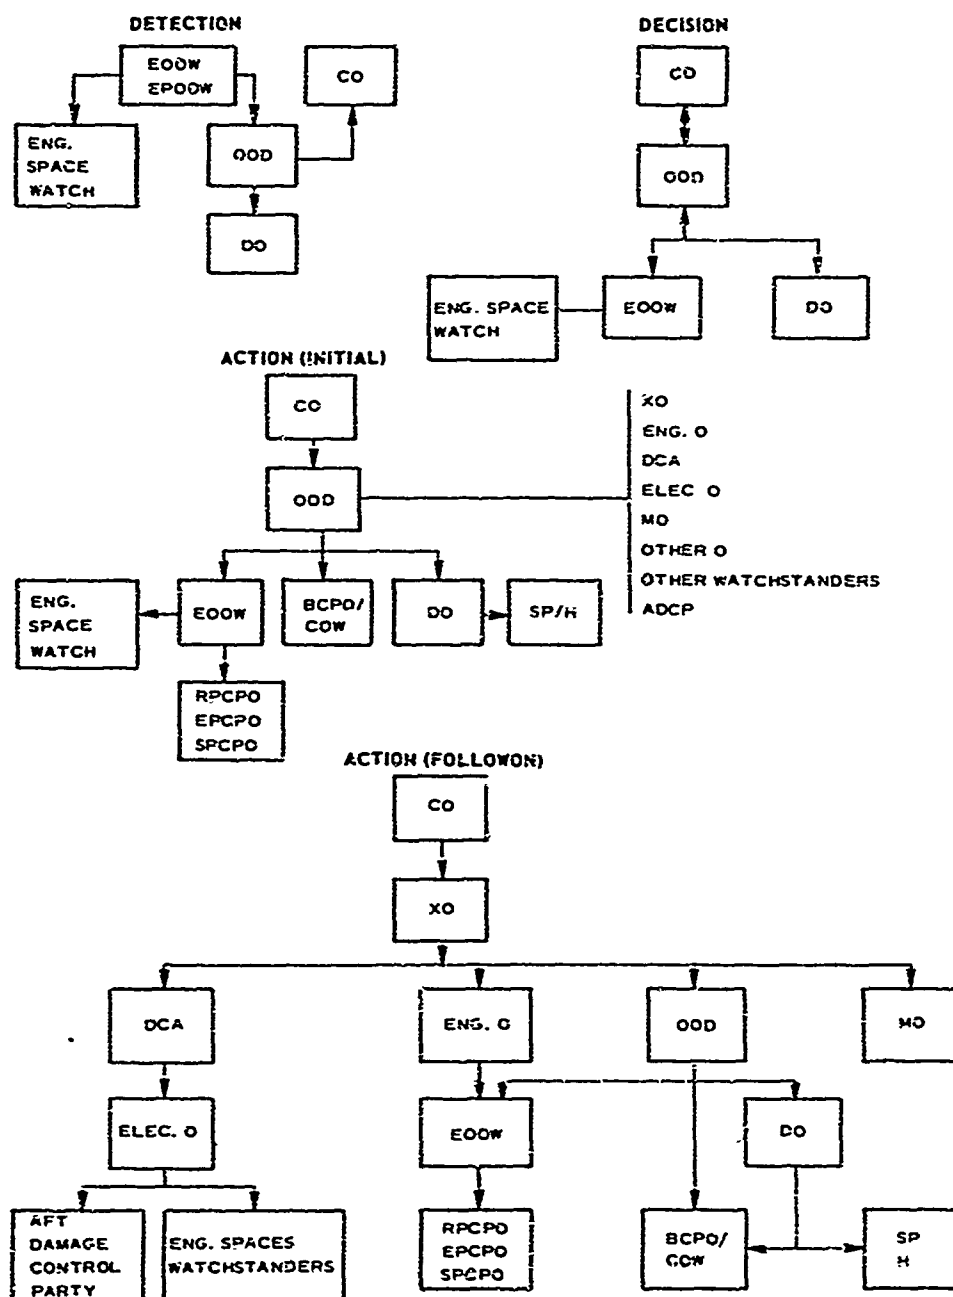 DETECTION
EOOW
EPOOW
CO
ENG.
SPACE
WATCH
OOD
DO
DECISION
CO
OOD
ENG. SPACE
WATCH
EOOW
DO
ACTION (INITIAL)
CO
OOD
XO
ENG. O
DCA
ELEC. O
MO
OTHER O
OTHER WATCHSTANDERS
ADCP
ENG.
SPACE
WATCH
EOOW
BCPO/
COW
DO
SP/H
RPCPO
EPCPO
SPCPO
ACTION (FOLLOWON)
CO
XO
DCA
ENG. O
OOD
MO
ELEC. O
EOOW
DO
AFT
DAMAGE
CONTROL
PARTY
ENG. SPACES
WATCHSTANDERS
RPCPO
EPCPO
SPCPO
BCPO/
COW
SP
H